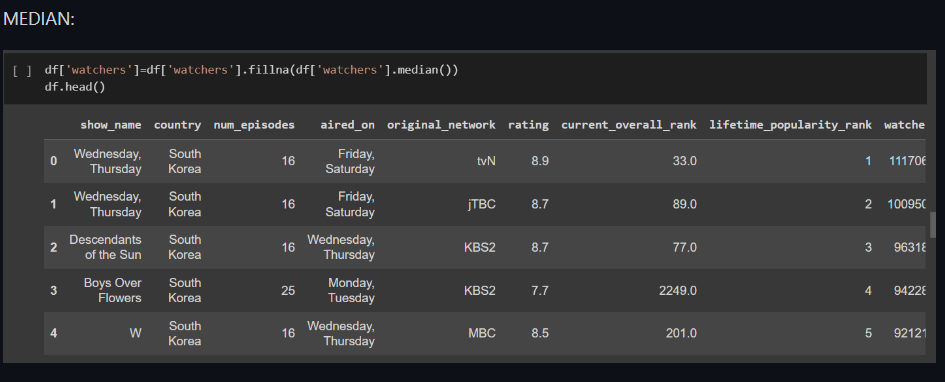 MEDIAN:
[ ] df['watchers']=df['watchers'].fillna(df['watchers'].median())
df.head()
show_name country num_episodes aired_on original_network rating current_overall_rank lifetime_popularity_rank watche
0 Wednesday, Thursday South Korea 16 Friday, Saturday tvN 8.9 33.0 1 111706
1 Wednesday, Thursday South Korea 16 Friday, Saturday jTBC 8.7 89.0 2 100950
2 Descendants of the Sun South Korea 16 Wednesday, Thursday KBS2 8.7 77.0 3 96318
3 Boys Over Flowers South Korea 25 Monday, Tuesday KBS2 7.7 2249.0 4 94228
4 W South Korea 16 Wednesday, Thursday MBC 8.5 201.0 5 92121